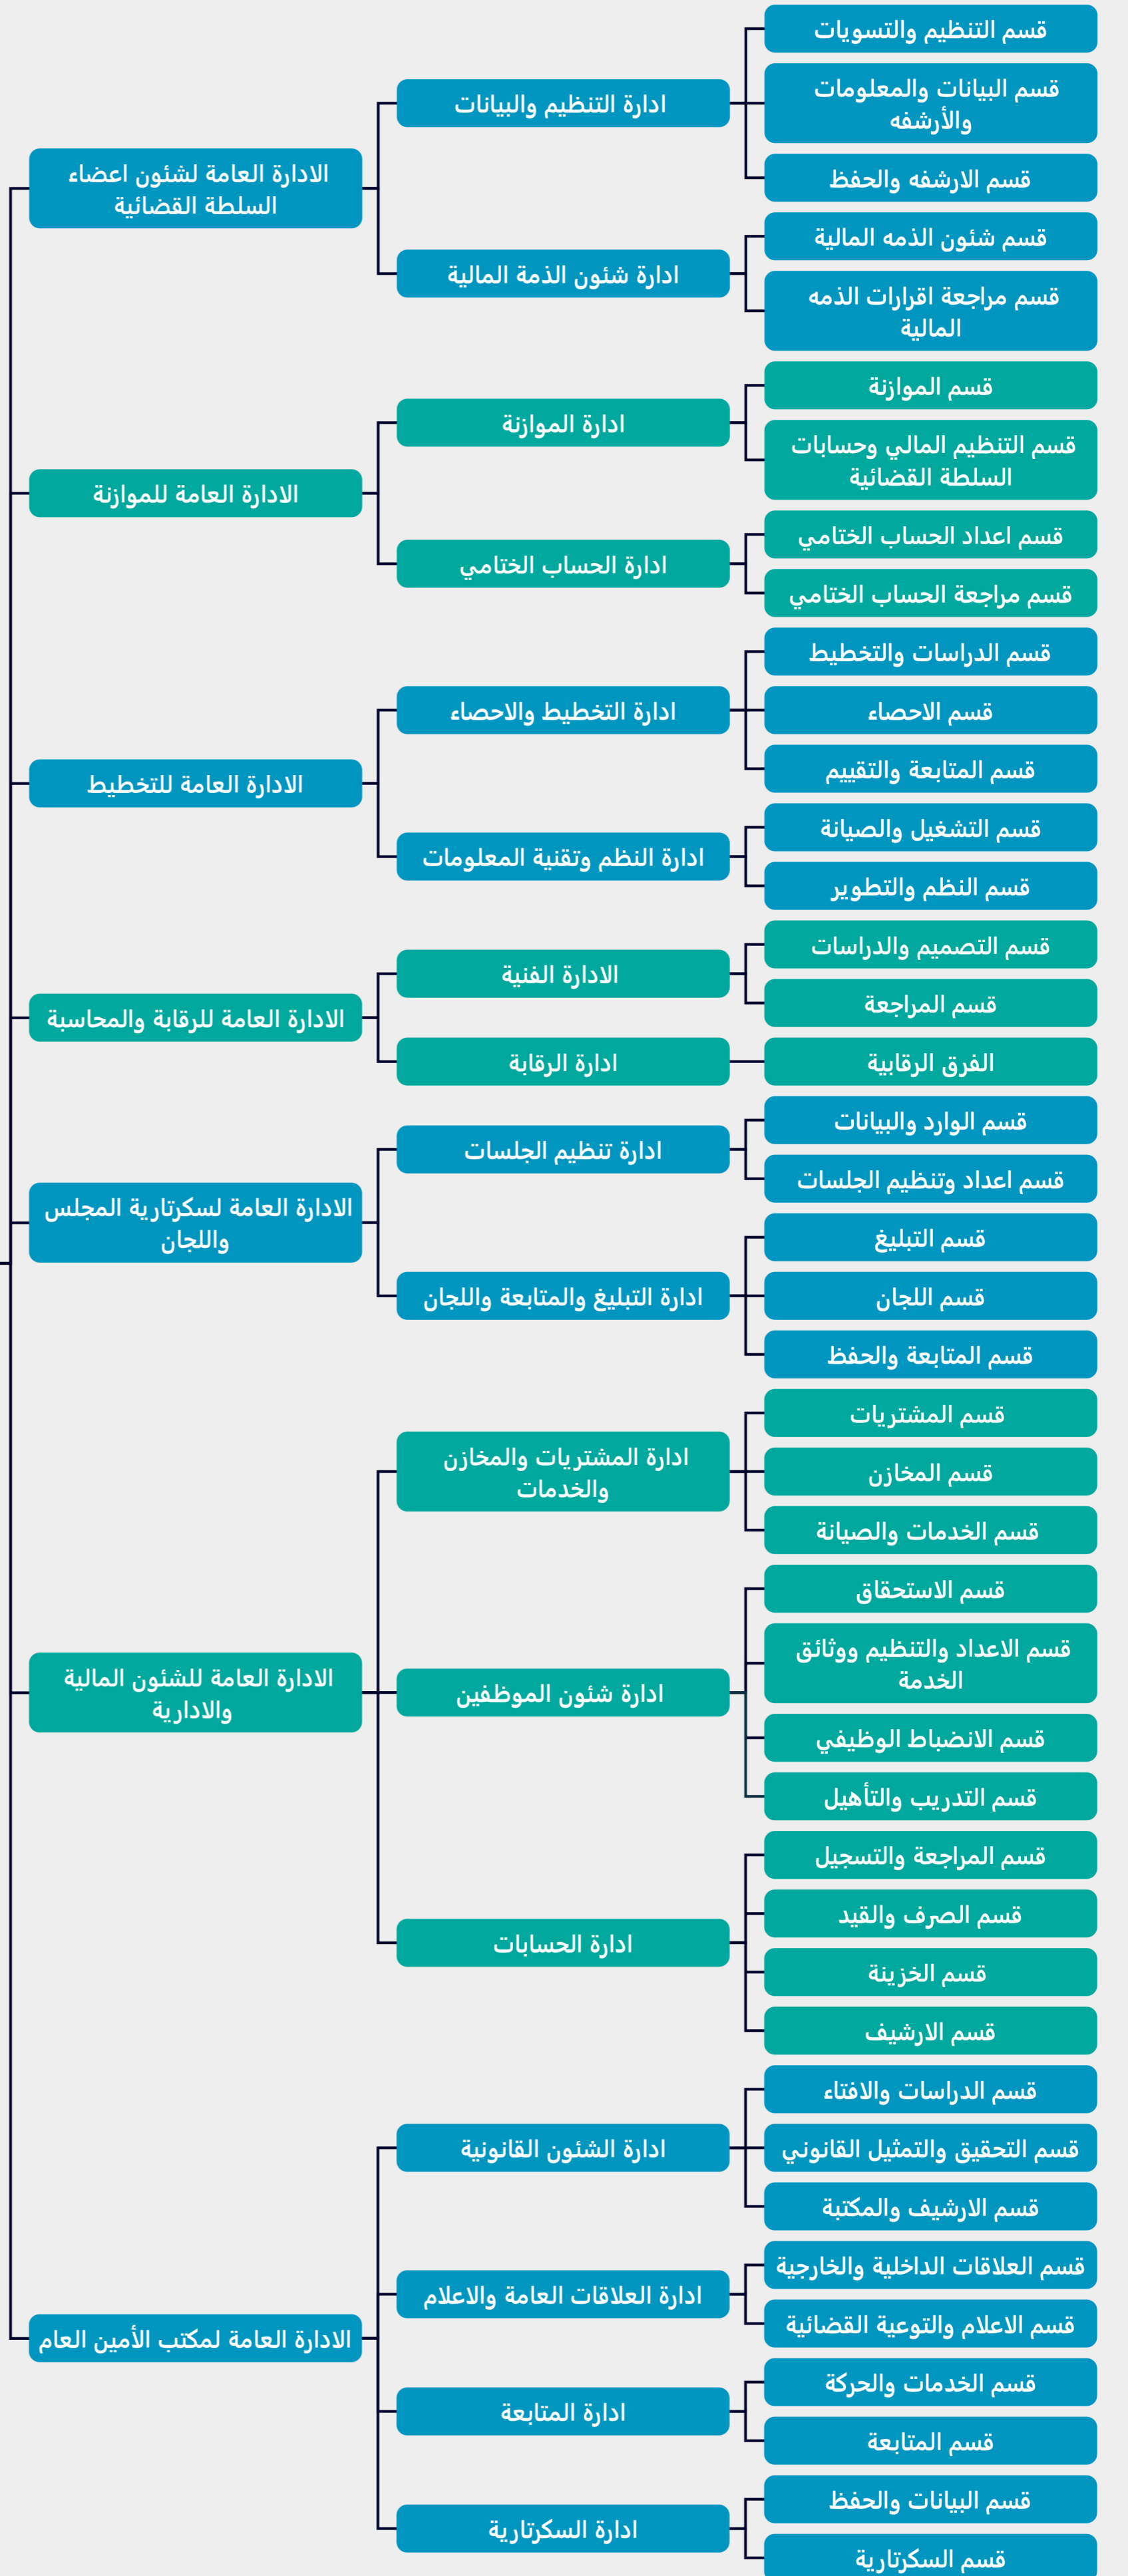 الادارة العامة لشئون اعضاء
السلطة القضائية
ادارة التنظيم والبيانات
قسم التنظيم والتسويات
قسم البيانات والمعلومات
والأرشفه
قسم الارشفه والحفظ
ادارة شئون الذمة المالية
قسم شئون الذمه المالية
قسم مراجعة اقرارات الذمه
المالية
الادارة العامة للموازنة
ادارة الموازنة
قسم الموازنة
قسم التنظيم المالي وحسابات
السلطة القضائية
ادارة الحساب الختامي
قسم اعداد الحساب الختامي
قسم مراجعة الحساب الختامي
الادارة العامة للتخطيط
ادارة التخطيط والاحصاء
قسم الدراسات والتخطيط
قسم الاحصاء
قسم المتابعة والتقييم
ادارة النظم وتقنية المعلومات
قسم التشغيل والصيانة
قسم النظم والتطوير
الادارة العامة للرقابة والمحاسبة
الادارة الفنية
قسم التصميم والدراسات
قسم المراجعة
ادارة الرقابة
الفرق الرقابية
الادارة العامة لسكرتارية المجلس
واللجان
ادارة تنظيم الجلسات
قسم الوارد والبيانات
قسم اعداد وتنظيم الجلسات
ادارة التبليغ والمتابعة واللجان
قسم التبليغ
قسم اللجان
قسم المتابعة والحفظ
الادارة العامة للشئون المالية
والادارية
ادارة المشتريات والمخازن
والخدمات
قسم المشتريات
قسم المخازن
قسم الخدمات والصيانة
ادارة شئون الموظفين
قسم الاستحقاق
قسم الاعداد والتنظيم ووثائق
الخدمة
قسم الانضباط الوظيفي
قسم التدريب والتأهيل
ادارة الحسابات
قسم المراجعة والتسجيل
قسم الصرف والقيد
قسم الخزينة
قسم الارشيف
الادارة العامة لمكتب الأمين العام
ادارة الشئون القانونية
قسم الدراسات والافتاء
قسم التحقيق والتمثيل القانوني
قسم الارشيف والمكتبة
ادارة العلاقات العامة والاعلام
قسم العلاقات الداخلية والخارجية
قسم الاعلام والتوعية القضائية
ادارة المتابعة
قسم الخدمات والحركة
قسم المتابعة
ادارة السكرتارية
قسم البيانات والحفظ
قسم السكرتارية